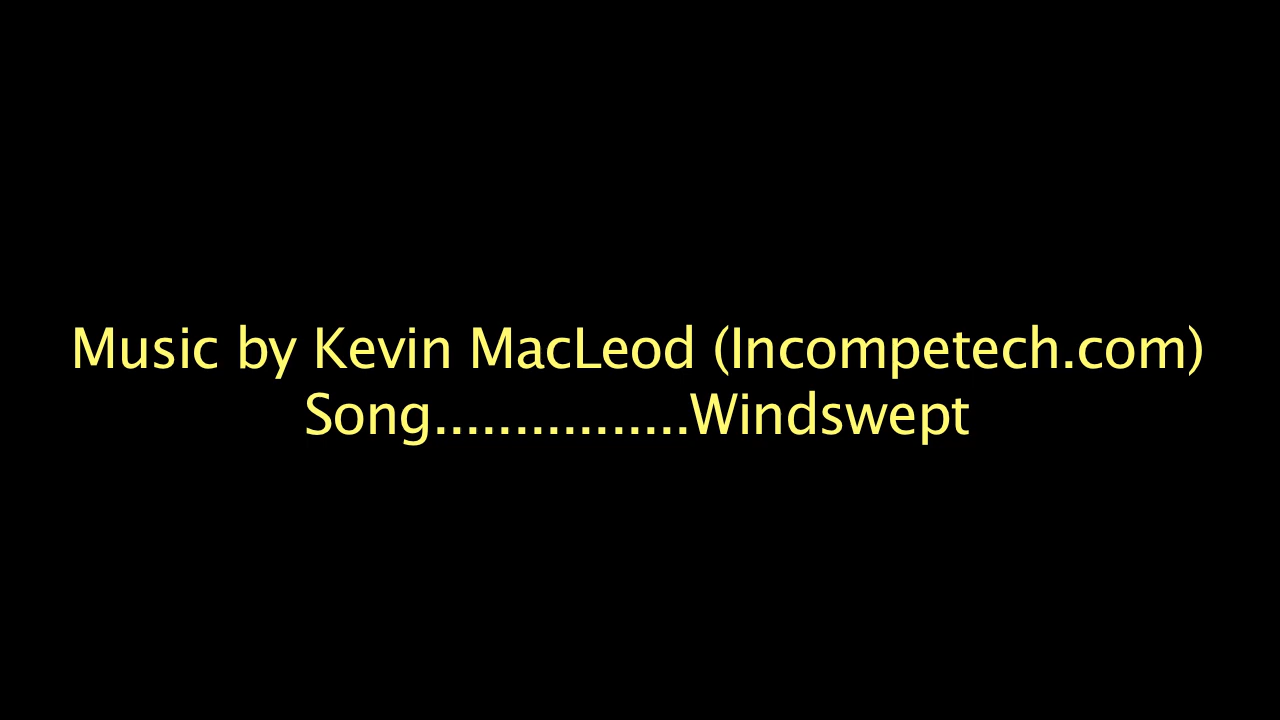 Music by Kevin MacLeod (Incompetech.com)
Song................Windswept